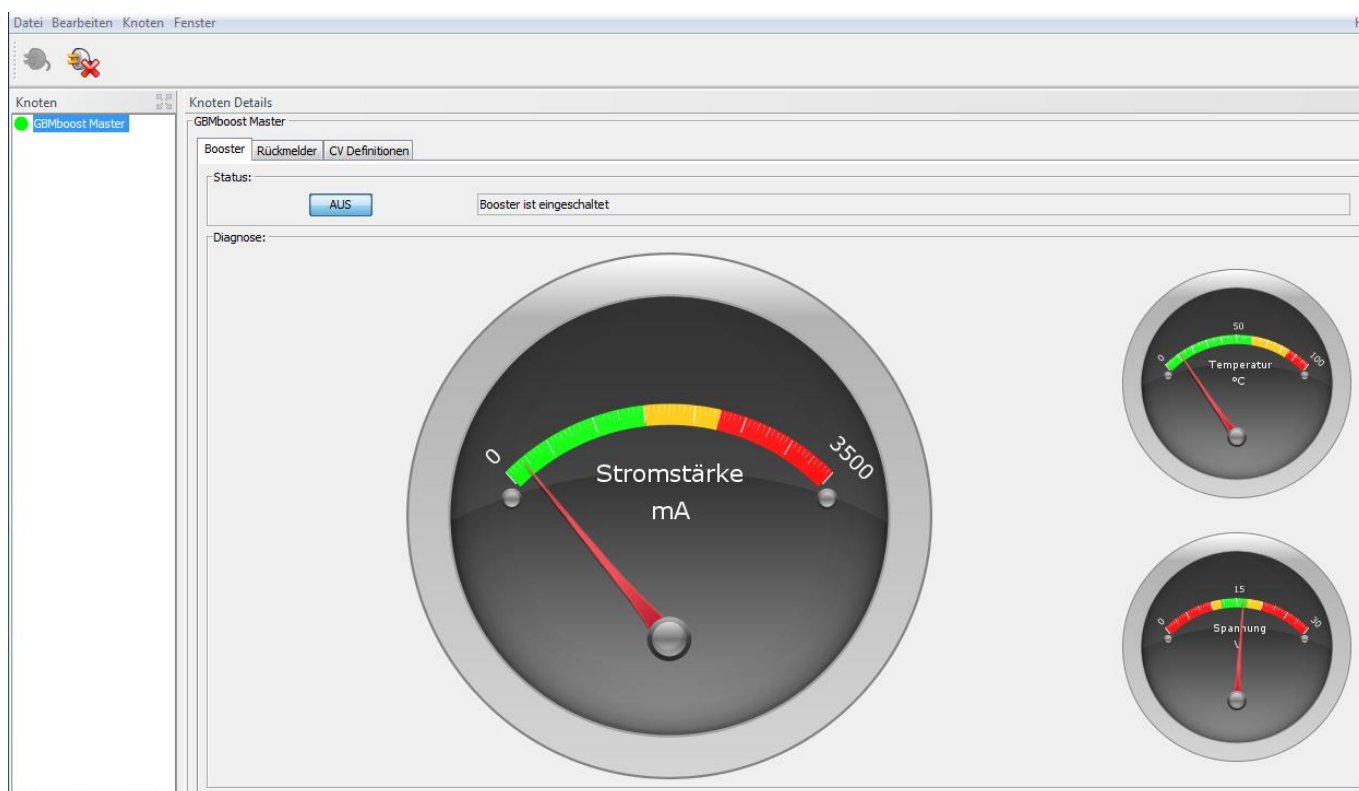 Datei Bearbeiten Knoten Fenster
Knoten
Knoten Details
GBMboost Master
GBMboost Master
Booster Rückmelder CV Definitionen
Status:
AUS
Booster ist eingeschaltet
Diagnose:
0
3500
Stromstärke
mA
0
50
100
Temperatur
°C
0
15
30
Spannung